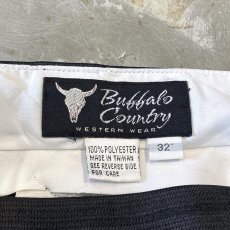 Buffalo
Country
WESTERN WEAR
100% POLYESTER
MADE IN TAIWAN
SEE REVERSE SIDE
FOR CARE
32"